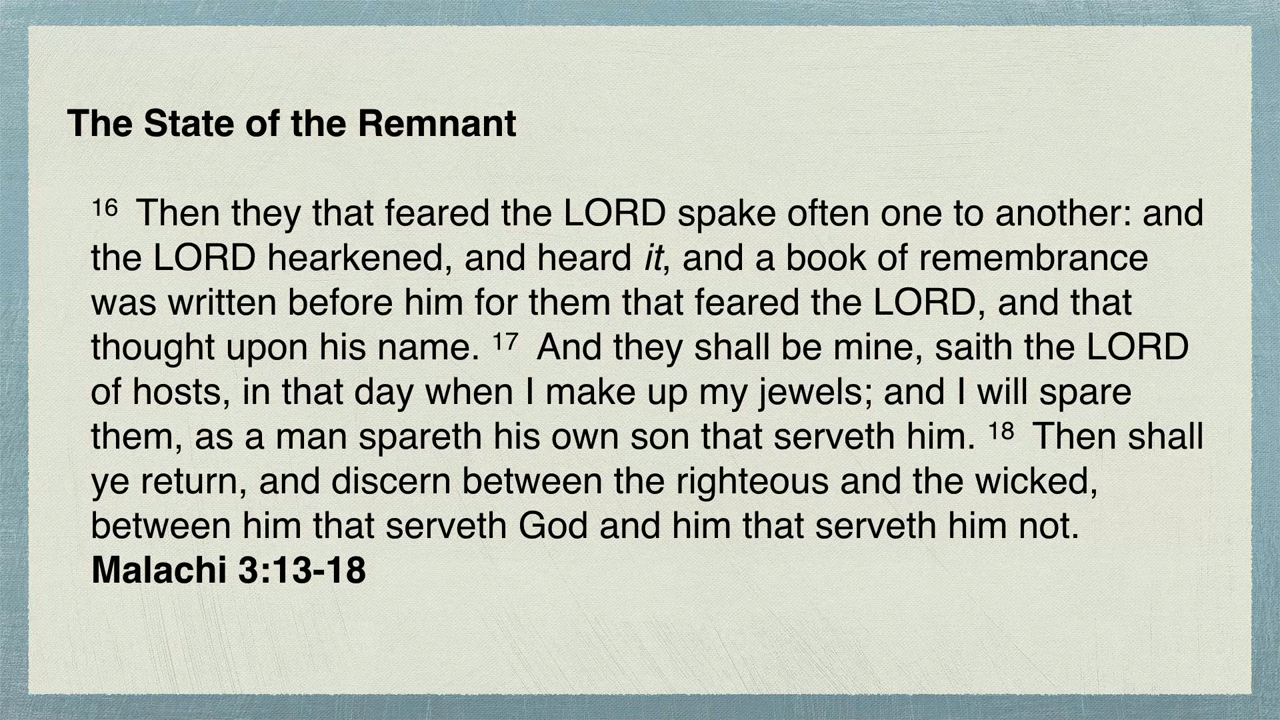 The State of the Remnant
16 Then they that feared the LORD spake often one to another: and
the LORD hearkened, and heard it, and a book of remembrance
was written before him for them that feared the LORD, and that
thought upon his name. 17 And they shall be mine, saith the LORD
of hosts, in that day when I make up my jewels; and I will spare
them, as a man spareth his own son that serveth him. 18 Then shall
ye return, and discern between the righteous and the wicked,
between him that serveth God and him that serveth him not.
Malachi 3:13-18